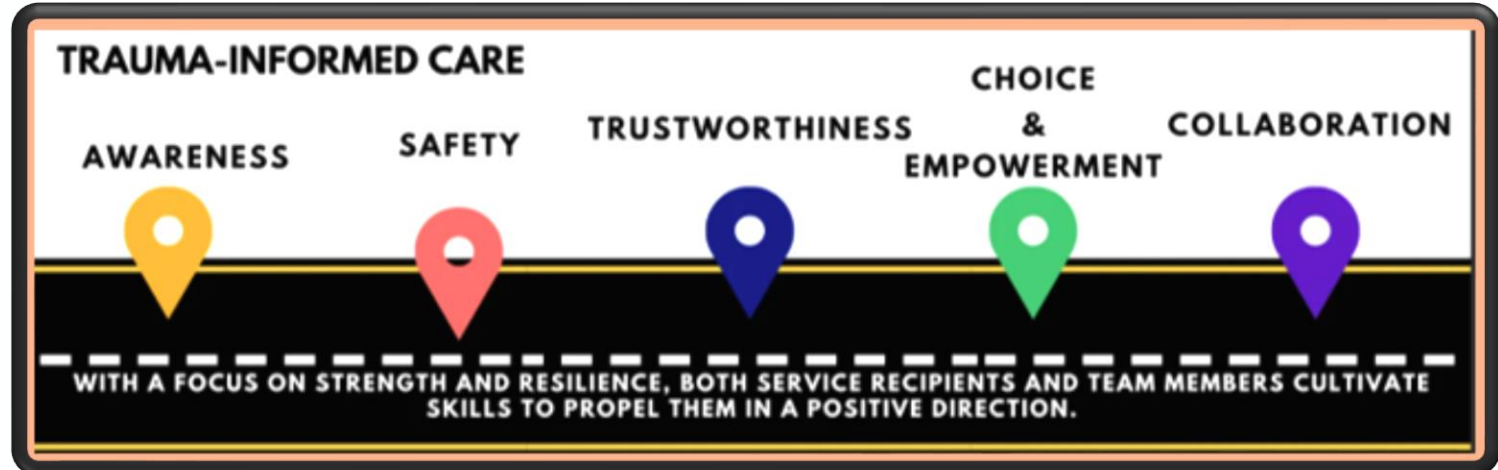 TRAUMA-INFORMED CARE
AWARENESS
SAFETY
TRUSTWORTHINESS
CHOICE
&
EMPOWERMENT
COLLABORATION
WITH A FOCUS ON STRENGTH AND RESILIENCE, BOTH SERVICE RECIPIENTS AND TEAM MEMBERS CULTIVATE
SKILLS TO PROPEL THEM IN A POSITIVE DIRECTION.